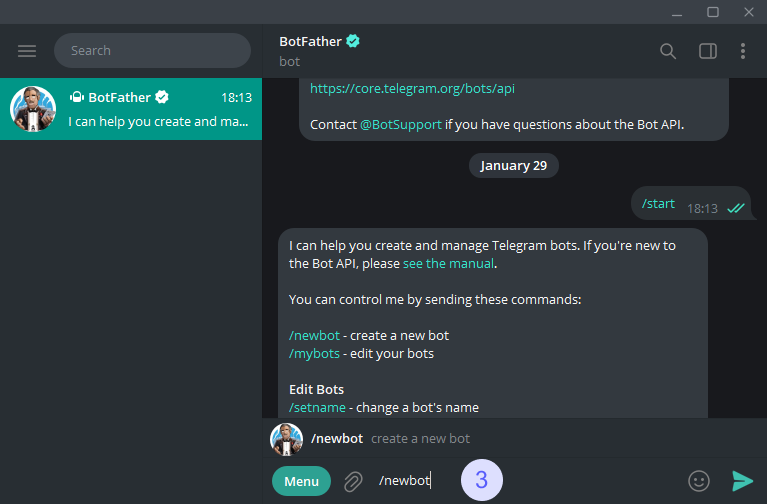 Search
BotFather
bot
BotFather 18:13
I can help you create and ma...
https://core.telegram.org/bots/api
Contact @BotSupport if you have questions about the Bot API.
January 29
/start 18:13
I can help you create and manage Telegram bots. If you're new to
the Bot API, please see the manual.
You can control me by sending these commands:
/newbot - create a new bot
/mybots - edit your bots
Edit Bots
/setname - change a bot's name
/newbot create a new bot
Menu /newbot 3